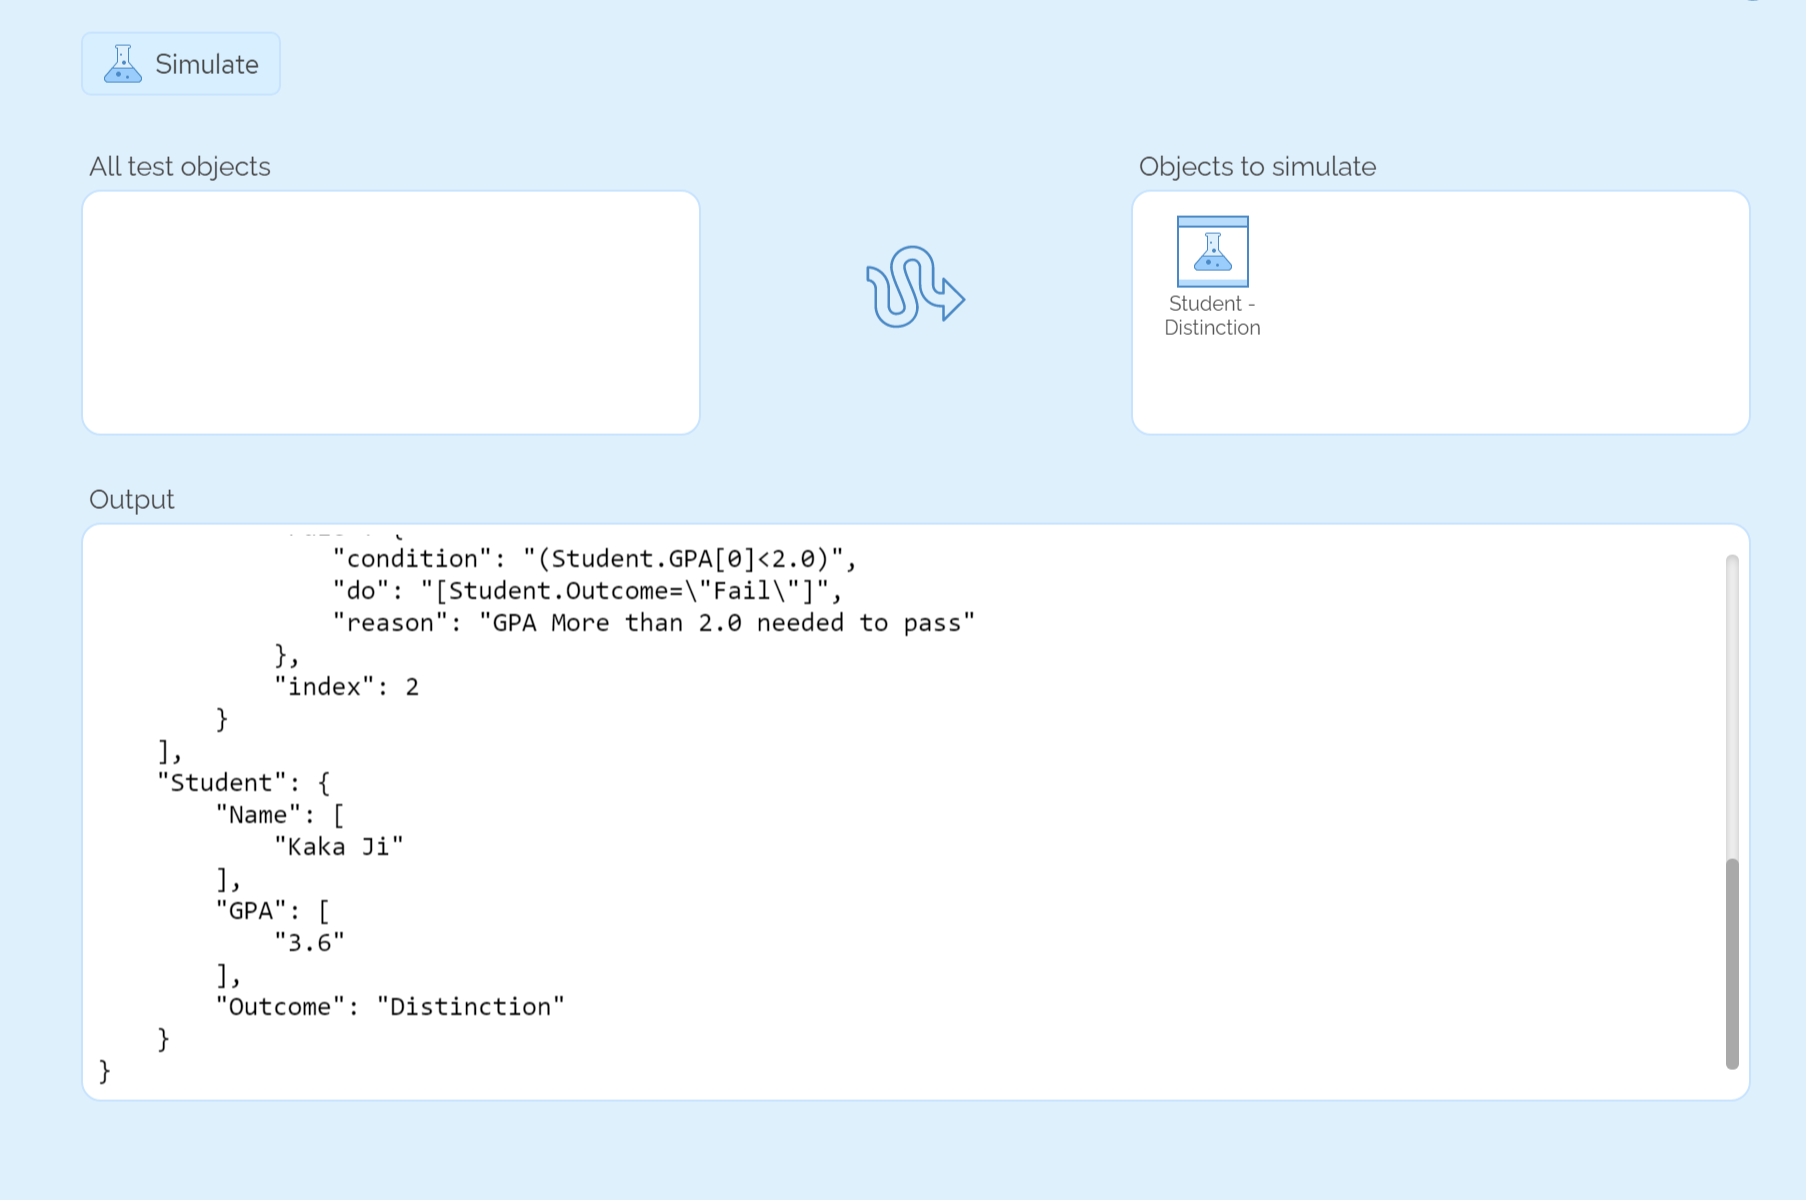 Simulate
All test objects
Objects to simulate
Student -
Distinction
Output
"condition": "(Student.GPA[0]<2.0)",
"do": "[Student.Outcome=\"Fail\"]",
"reason": "GPA More than 2.0 needed to pass"
},
"index": 2
}
],
"Student": {
"Name": [
"Kaka Ji"
],
"GPA": [
"3.6"
],
"Outcome": "Distinction"
}
}